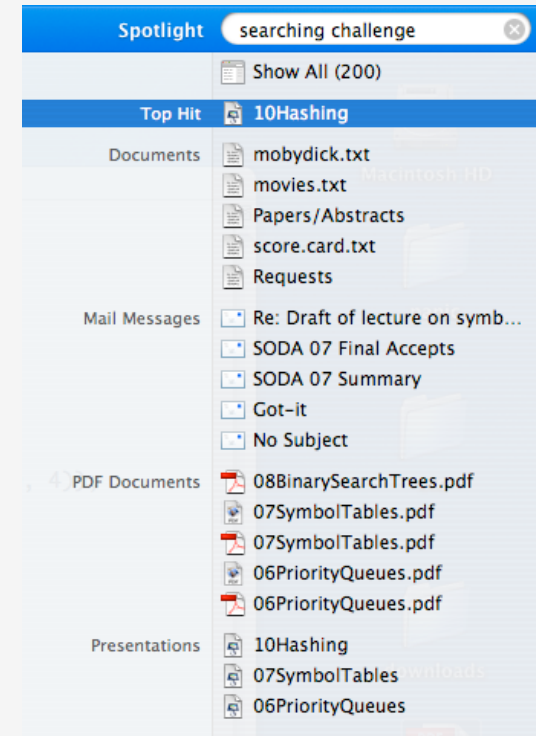 Spotlight searching challenge
Show All (200)
Top Hit 10Hashing
Documents mobydick.txt
Macintosh HD
movies.txt
Papers/Abstracts
score.card.txt
Requests
Mail Messages Re: Draft of lecture on symb...
SODA 07 Final Accepts
SODA 07 Summary
Got-it
No Subject
PDF Documents 08BinarySearchTrees.pdf
07SymbolTables.pdf
07SymbolTables.pdf
06PriorityQueues.pdf
06PriorityQueues.pdf
Presentations 10Hashing
07SymbolTables
06PriorityQueues